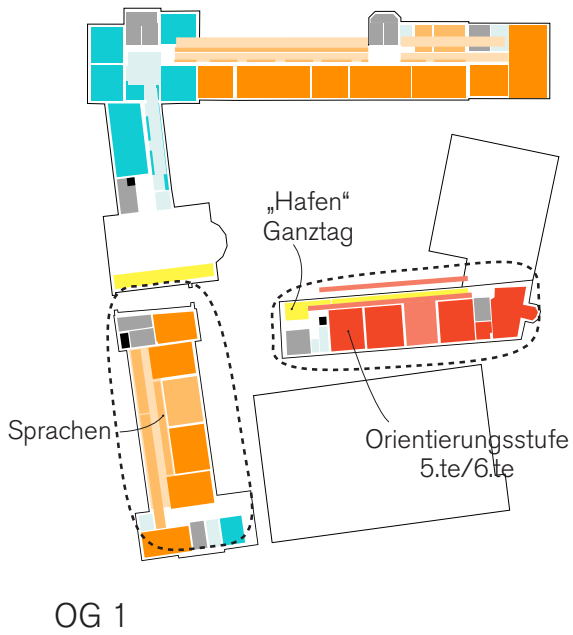 „Hafen“
Ganztag
Sprachen
Orientierungsstufe
5.te/6.te
OG 1